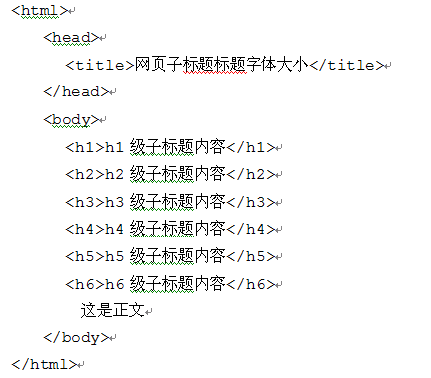 <html>
<head>
<title>网页子标题标题字体大小</title>
</head>
<body>
<h1>h1 级子标题内容</h1>
<h2>h2 级子标题内容</h2>
<h3>h3 级子标题内容</h3>
<h4>h4 级子标题内容</h4>
<h5>h5 级子标题内容</h5>
<h6>h6 级子标题内容</h6>
这是正文
</body>
</html>